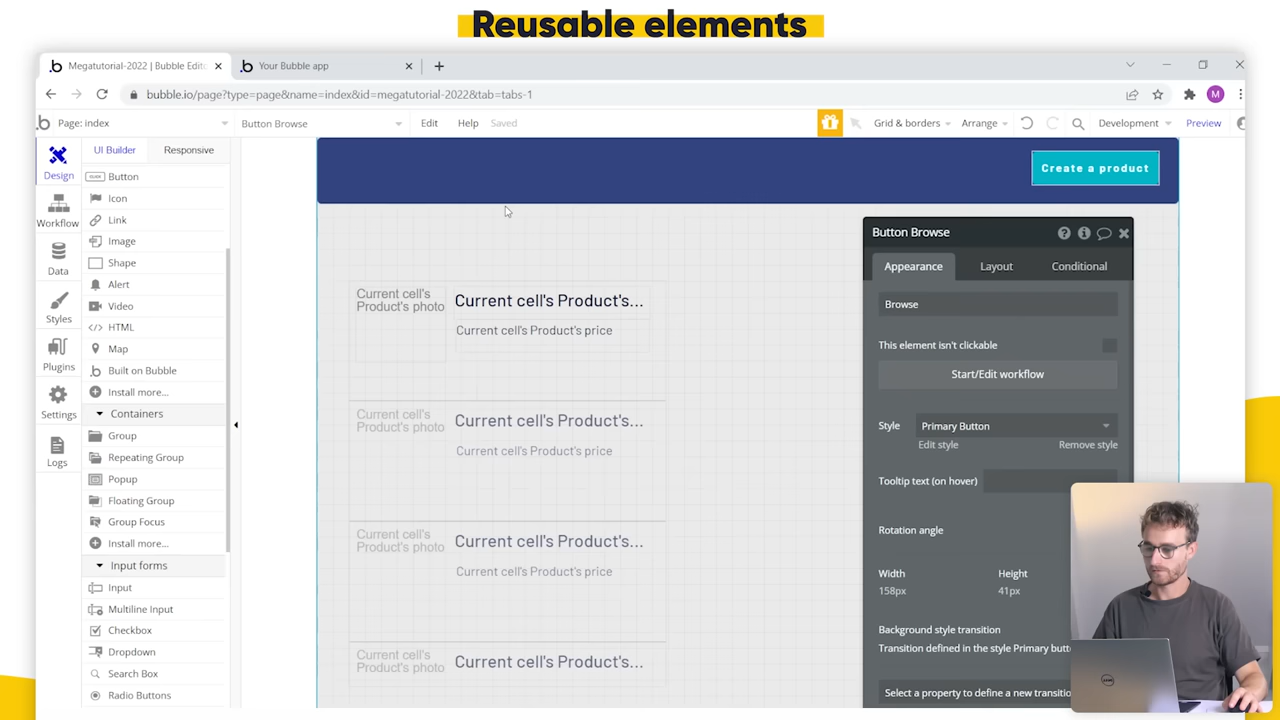 Reusable elements
Megatutorial-2022 | Bubble Edito
Your Bubble app
bubble.io/page?type=page&name=index&id=megatutorial-2022&tab=tabs-1
M
Page: index
Button Browse
Edit
Help
Saved
Grid & borders
Arrange
Development
Preview
UI Builder
Responsive
Design
Workflow
Data
Styles
Plugins
Settings
Logs
Button
Icon
Link
Image
Shape
Alert
Video
HTML
Map
Built on Bubble
Install more...
Containers
Group
Repeating Group
Popup
Floating Group
Group Focus
Install more...
Input forms
Input
Multiline Input
Checkbox
Dropdown
Search Box
Radio Buttons
Create a product
Current cell's
Product's photo
Current cell's Product's...
Current cell's Product's price
Current cell's
Product's photo
Current cell's Product's...
Current cell's Product's price
Current cell's
Product's photo
Current cell's Product's...
Current cell's Product's price
Current cell's
Product's photo
Current cell's Product's...
Button Browse
Appearance
Layout
Conditional
Browse
This element isn't clickable
Start/Edit workflow
Style
Primary Button
Edit style
Remove style
Tooltip text (on hover)
Rotation angle
Width
Height
158px
41px
Background style transition
Transition defined in the style Primary butt
Select a property to define a new transitio